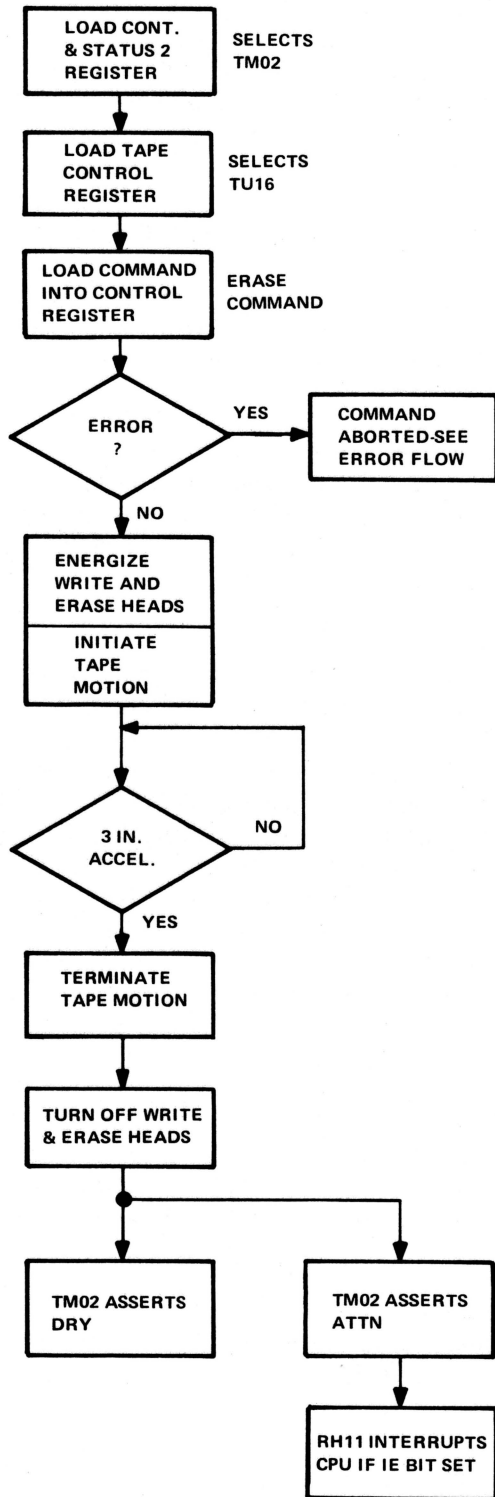 LOAD CONT.
& STATUS 2
REGISTER
SELECTS
TM02
LOAD TAPE
CONTROL
REGISTER
SELECTS
TU16
LOAD COMMAND
INTO CONTROL
REGISTER
ERASE
COMMAND
ERROR
?
YES
COMMAND
ABORTED-SEE
ERROR FLOW
NO
ENERGIZE
WRITE AND
ERASE HEADS
INITIATE
TAPE
MOTION
3 IN.
ACCEL.
NO
YES
TERMINATE
TAPE MOTION
TURN OFF WRITE
& ERASE HEADS
TM02 ASSERTS
DRY
TM02 ASSERTS
ATTN
RH11 INTERRUPTS
CPU IF IE BIT SET